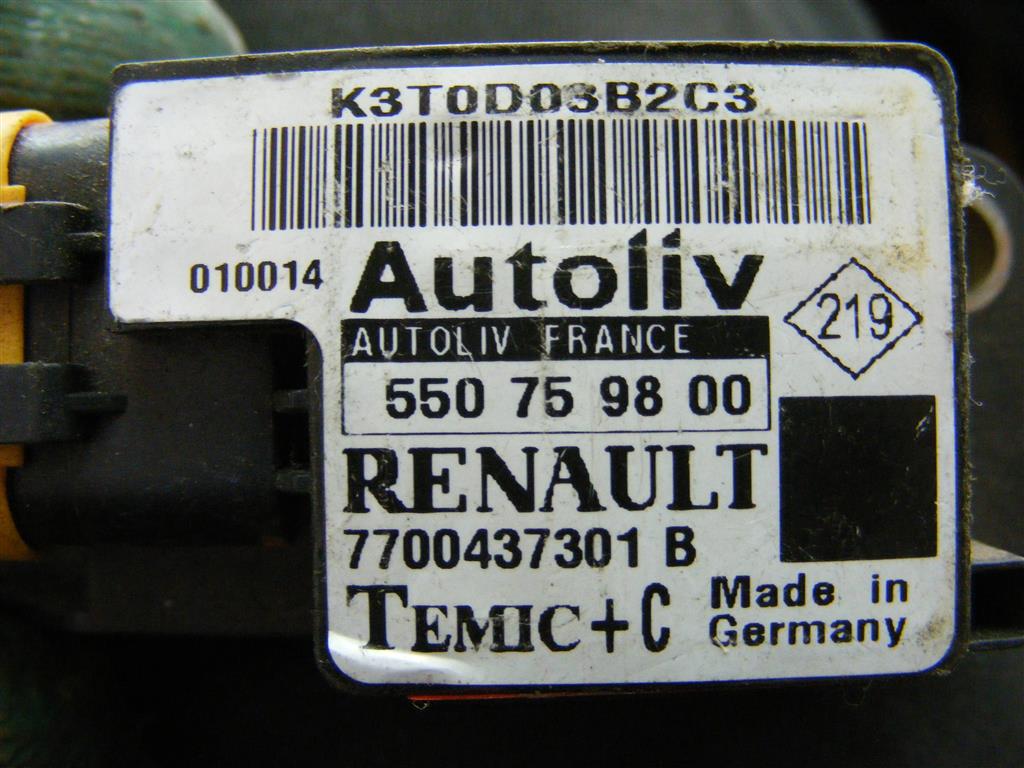 K3T0D03B2C3
010014
Autoliv
219
AUTOLIV FRANCE
550 75 98 00
RENAULT
7700437301 B
TEMIC + C
Made in
Germany